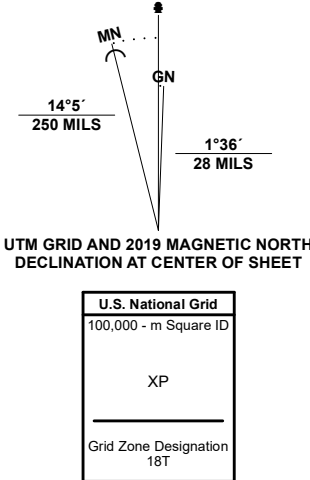 MN
GN
14°5´
250 MILS
1°36´
28 MILS
UTM GRID AND 2019 MAGNETIC NORTH
DECLINATION AT CENTER OF SHEET
U.S. National Grid
100,000 - m Square ID
XP
Grid Zone Designation
18T